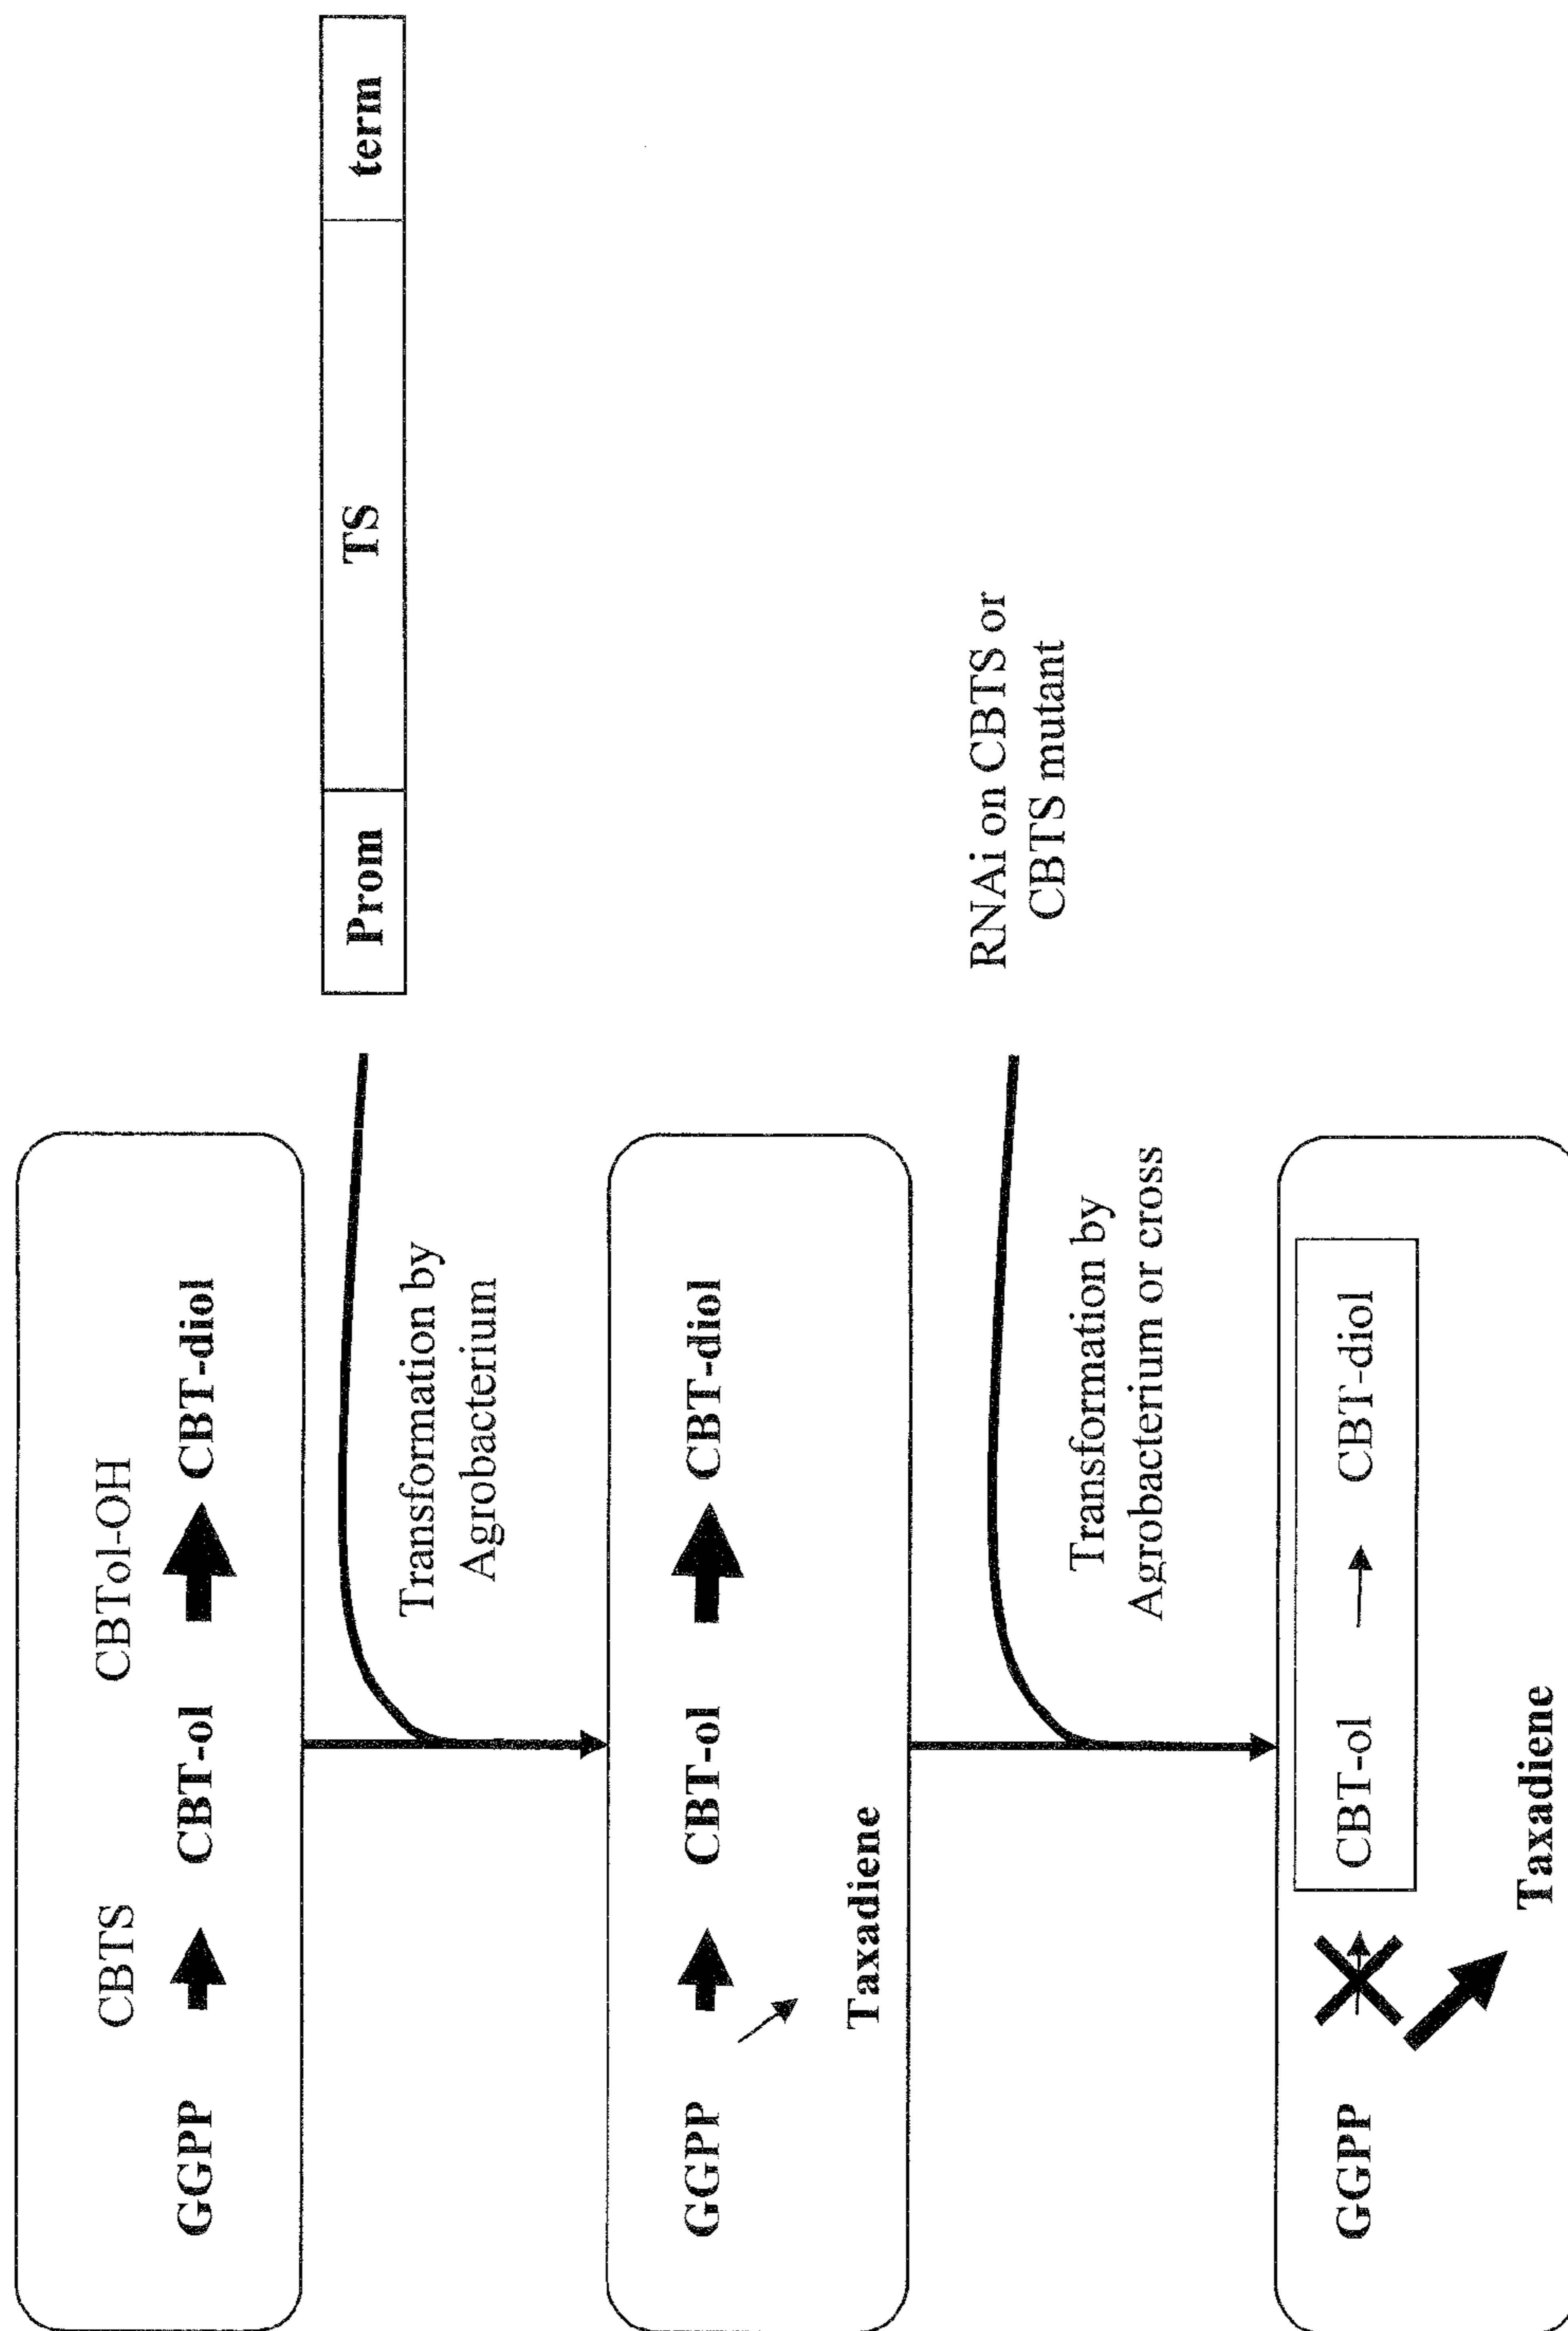 CBTS
CBTol-OH
GGPP
CBT-ol
CBT-diol
Prom
TS
term
Transformation by
Agrobacterium
GGPP
CBT-ol
CBT-diol
Taxadiene
RNAi on CBTS or
CBTS mutant
Transformation by
Agrobacterium or cross
GGPP
CBT-ol
CBT-diol
Taxadiene